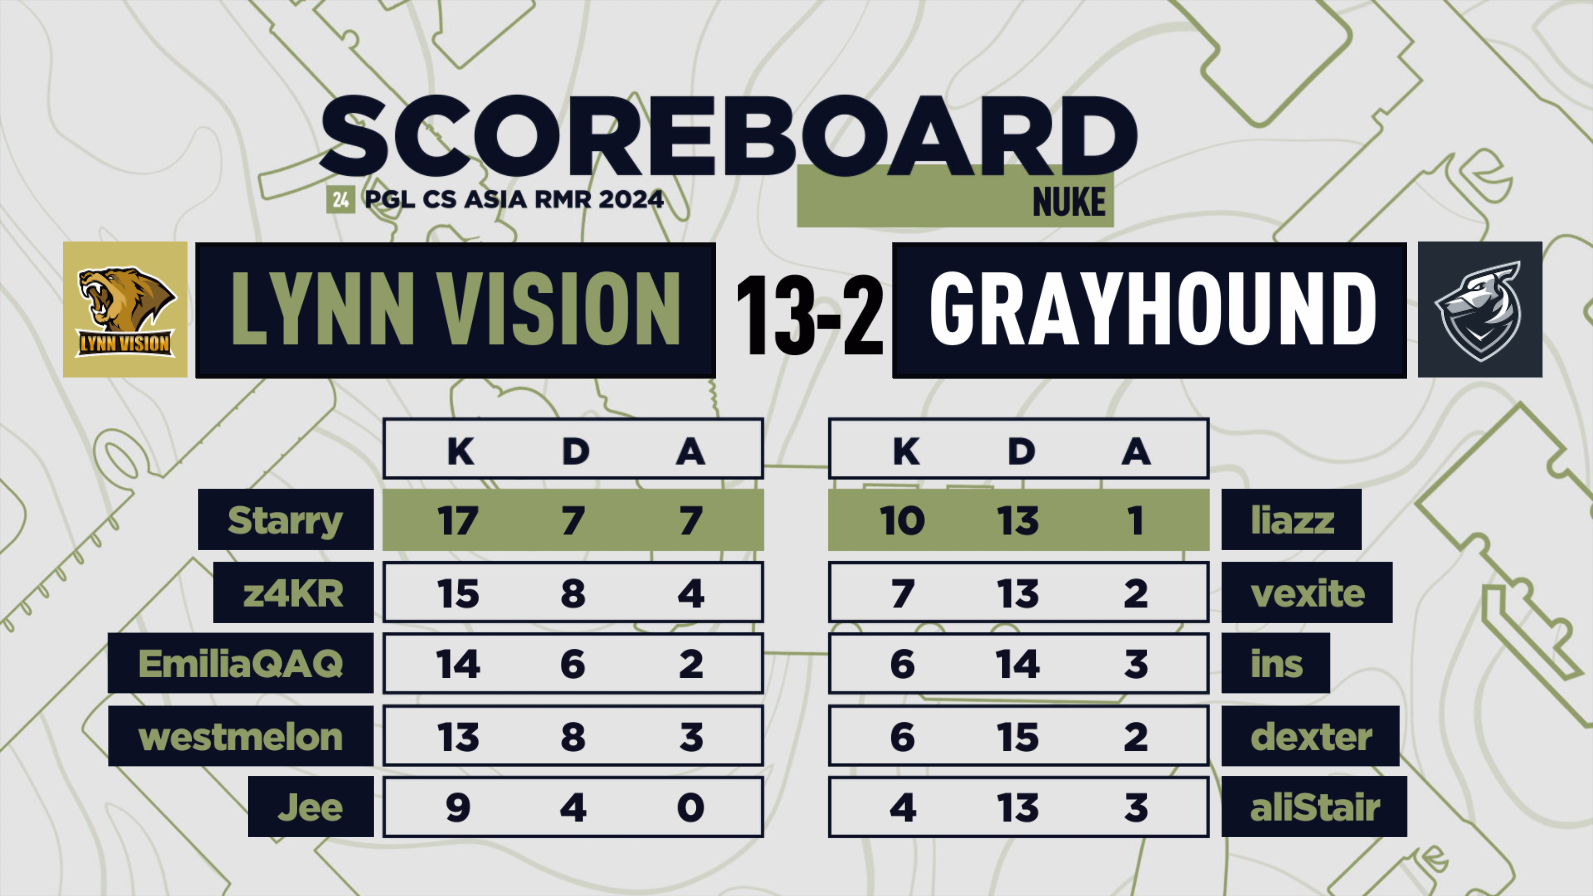 SCOREBOARD
24 PGL CS ASIA RMR 2024
NUKE
LYNN VISION
LYNN VISION 13-2 GRAYHOUND
K D A K D A
Starry 17 7 7 10 13 1 liazz
z4KR 15 8 4 7 13 2 vexite
EmiliaQAQ 14 6 2 6 14 3 ins
westmelon 13 8 3 6 15 2 dexter
Jee 9 4 0 4 13 3 aliStair